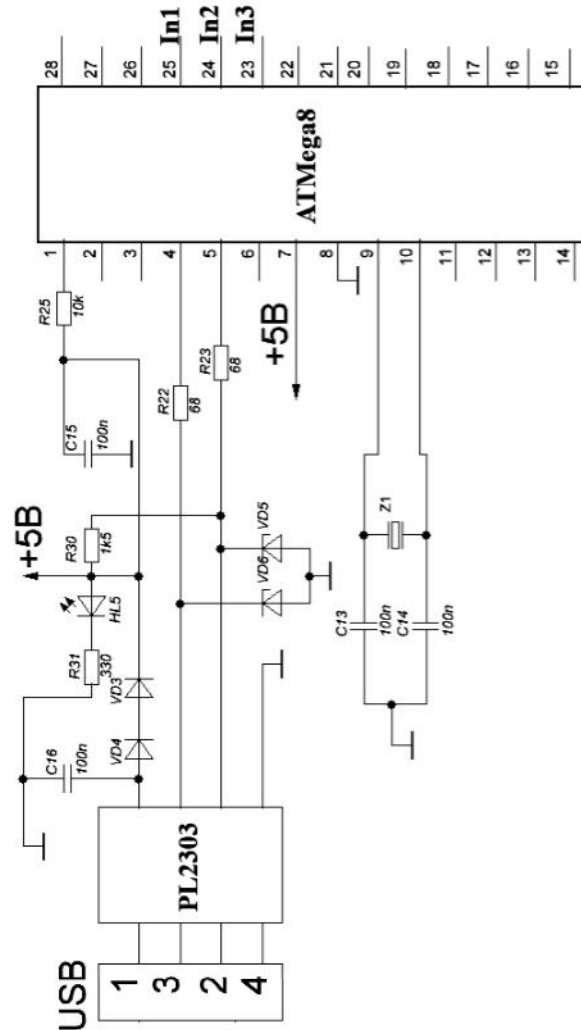 28
27
26
25
24
23
22
21
20
19
18
17
16
15
In1
In2
In3
ATMega8
1
2
3
4
5
6
7
8
9
10
11
12
13
14
R25
10k
C15
100n
R23
68
R22
68
+5В
+5В
R30
1k5
HL5
R31
330
VD3
VD4
C16
100n
VD5
VD6
Z1
C13
100n
C14
100n
PL2303
USB
1
3
2
4